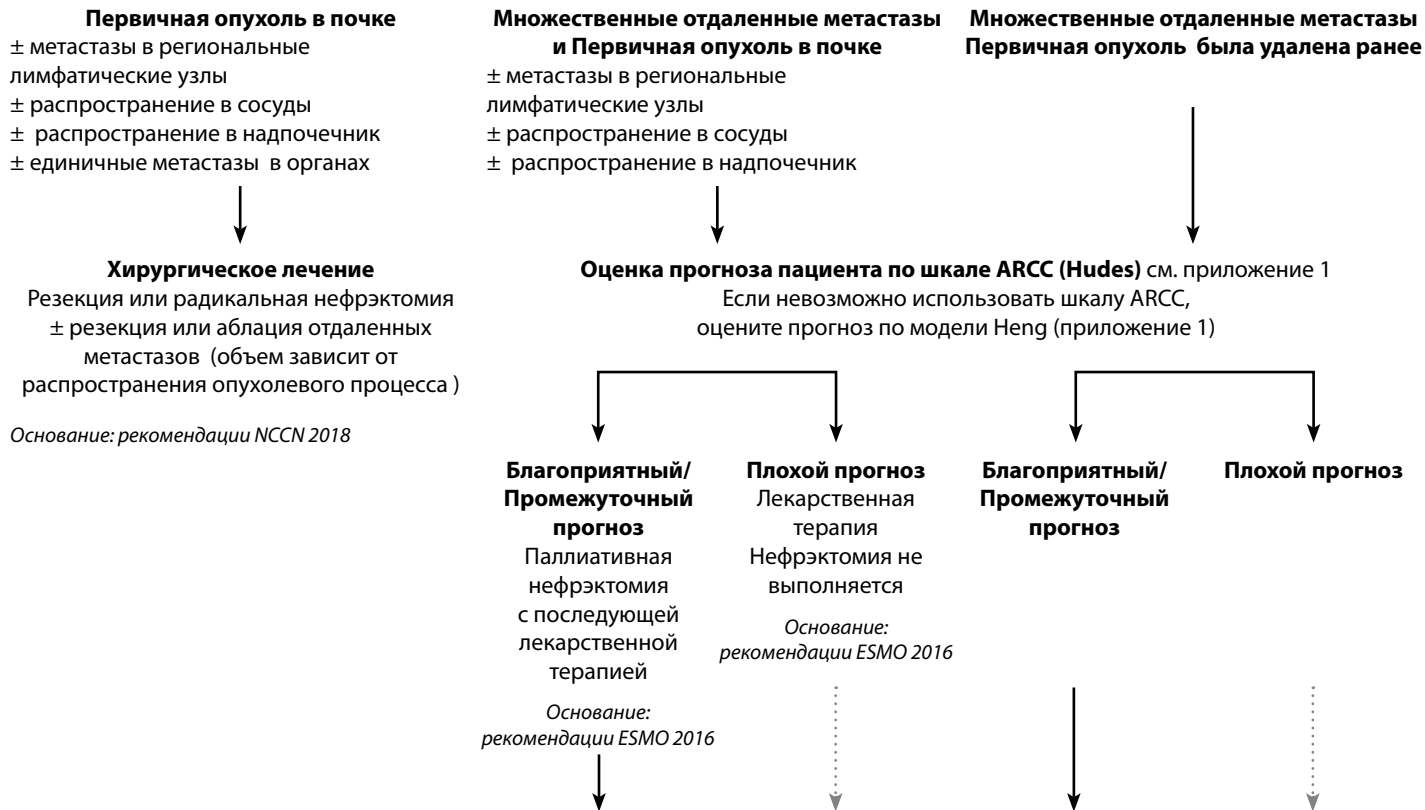 Первичная опухоль в почке
± метастазы в региональные
лимфатические узлы
± распространение в сосуды
± распространение в надпочечник
± единичные метастазы в органах
Множественные отдаленные метастазы
и Первичная опухоль в почке
± метастазы в региональные
лимфатические узлы
± распространение в сосуды
± распространение в надпочечник
Множественные отдаленные метастазы
Первичная опухоль была удалена ранее
Хирургическое лечение
Резекция или радикальная нефрэктомия
± резекция или аблация отдаленных
метастазов (объем зависит от
распространения опухолевого процесса )
Основание: рекомендации NCCN 2018
Оценка прогноза пациента по шкале ARCC (Hudes) см. приложение 1
Если невозможно использовать шкалу ARCC,
оцените прогноз по модели Heng (приложение 1)
Благоприятный/
Промежуточный
прогноз
Паллиативная
нефрэктомия
с последующей
лекарственной
терапией
Основание:
рекомендации ESMO 2016
Плохой прогноз
Лекарственная
терапия
Нефрэктомия не
выполняется
Основание:
рекомендации ESMO 2016
Благоприятный/
Промежуточный
прогноз
Плохой прогноз